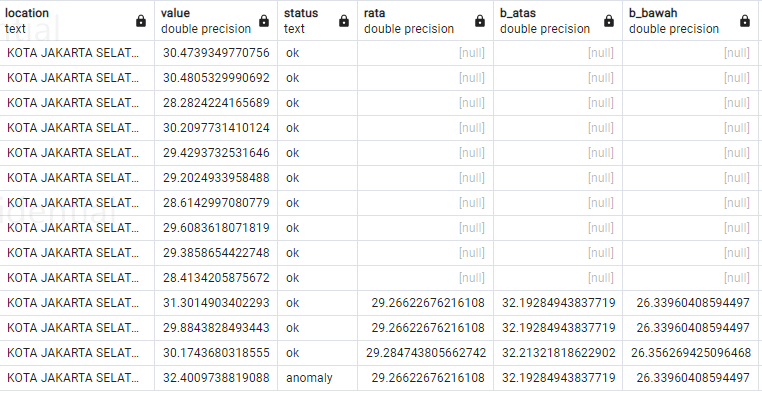 location value status rata b_atas b_bawah
text double precision text double precision double precision double precision
KOTA JAKARTA SELAT... 30.4739349770756 ok [null] [null] [null]
KOTA JAKARTA SELAT... 30.4805329990692 ok [null] [null] [null]
KOTA JAKARTA SELAT... 28.2824224165689 ok [null] [null] [null]
KOTA JAKARTA SELAT... 30.2097731410124 ok [null] [null] [null]
KOTA JAKARTA SELAT... 29.4293732531646 ok [null] [null] [null]
KOTA JAKARTA SELAT... 29.2024933958488 ok [null] [null] [null]
KOTA JAKARTA SELAT... 28.6142997080779 ok [null] [null] [null]
KOTA JAKARTA SELAT... 29.6083618071819 ok [null] [null] [null]
KOTA JAKARTA SELAT... 29.3858654422748 ok [null] [null] [null]
KOTA JAKARTA SELAT... 28.4134205875672 ok [null] [null] [null]
KOTA JAKARTA SELAT... 31.3014903402293 ok 29.26622676216108 32.19284943837719 26.33960408594497
KOTA JAKARTA SELAT... 29.8843828493443 ok 29.26622676216108 32.19284943837719 26.33960408594497
KOTA JAKARTA SELAT... 30.1743680318555 ok 29.284743805662742 32.21321818622902 26.356269425096468
KOTA JAKARTA SELAT... 32.4009738819088 anomaly 29.26622676216108 32.19284943837719 26.33960408594497